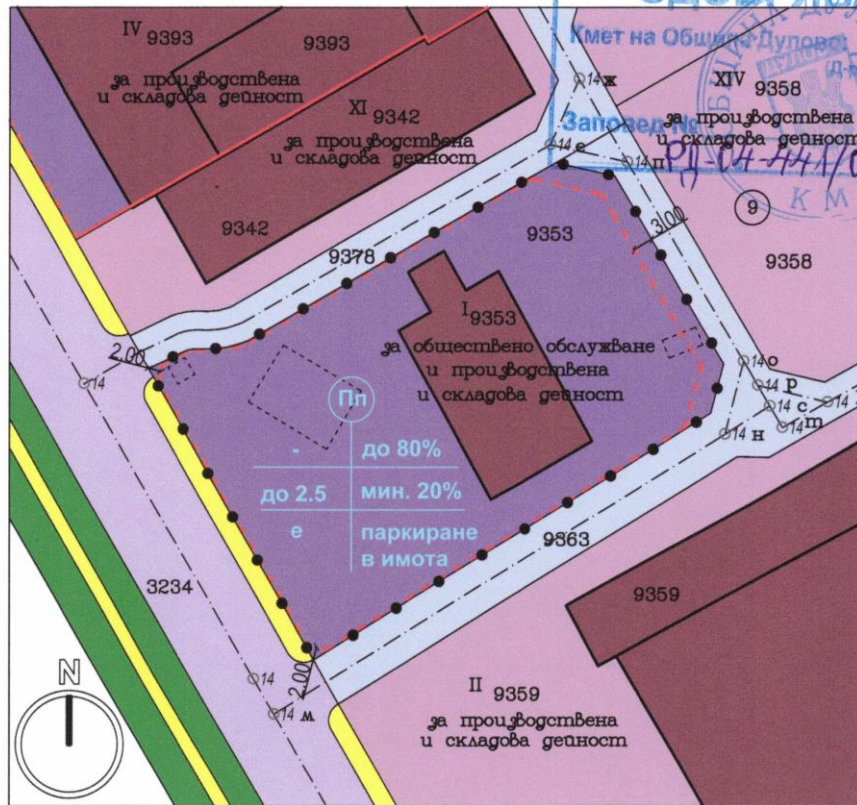 Кмет на Община Дулово:
IV 9393
9393
за производствена
и складова дейност
XI 9342
за производствена
и складова дейност
9342
14 ж
XIV 9358
за производствена
и складова дейност
Заповед №
РД-04-441/
14 е
14 п
К М
9
9358
3.00
9378
9353
I 9353
за обществено обслужване
и производствена
и складова дейност
2.00
14
14 о
14 р
14 с
14 т
14
14 н
Пп
- до 80%
до 2.5 мин. 20%
е паркиране
в имота
9363
3234
9359
II 9359
за производствена
и складова дейност
2.00
14
14 w
N